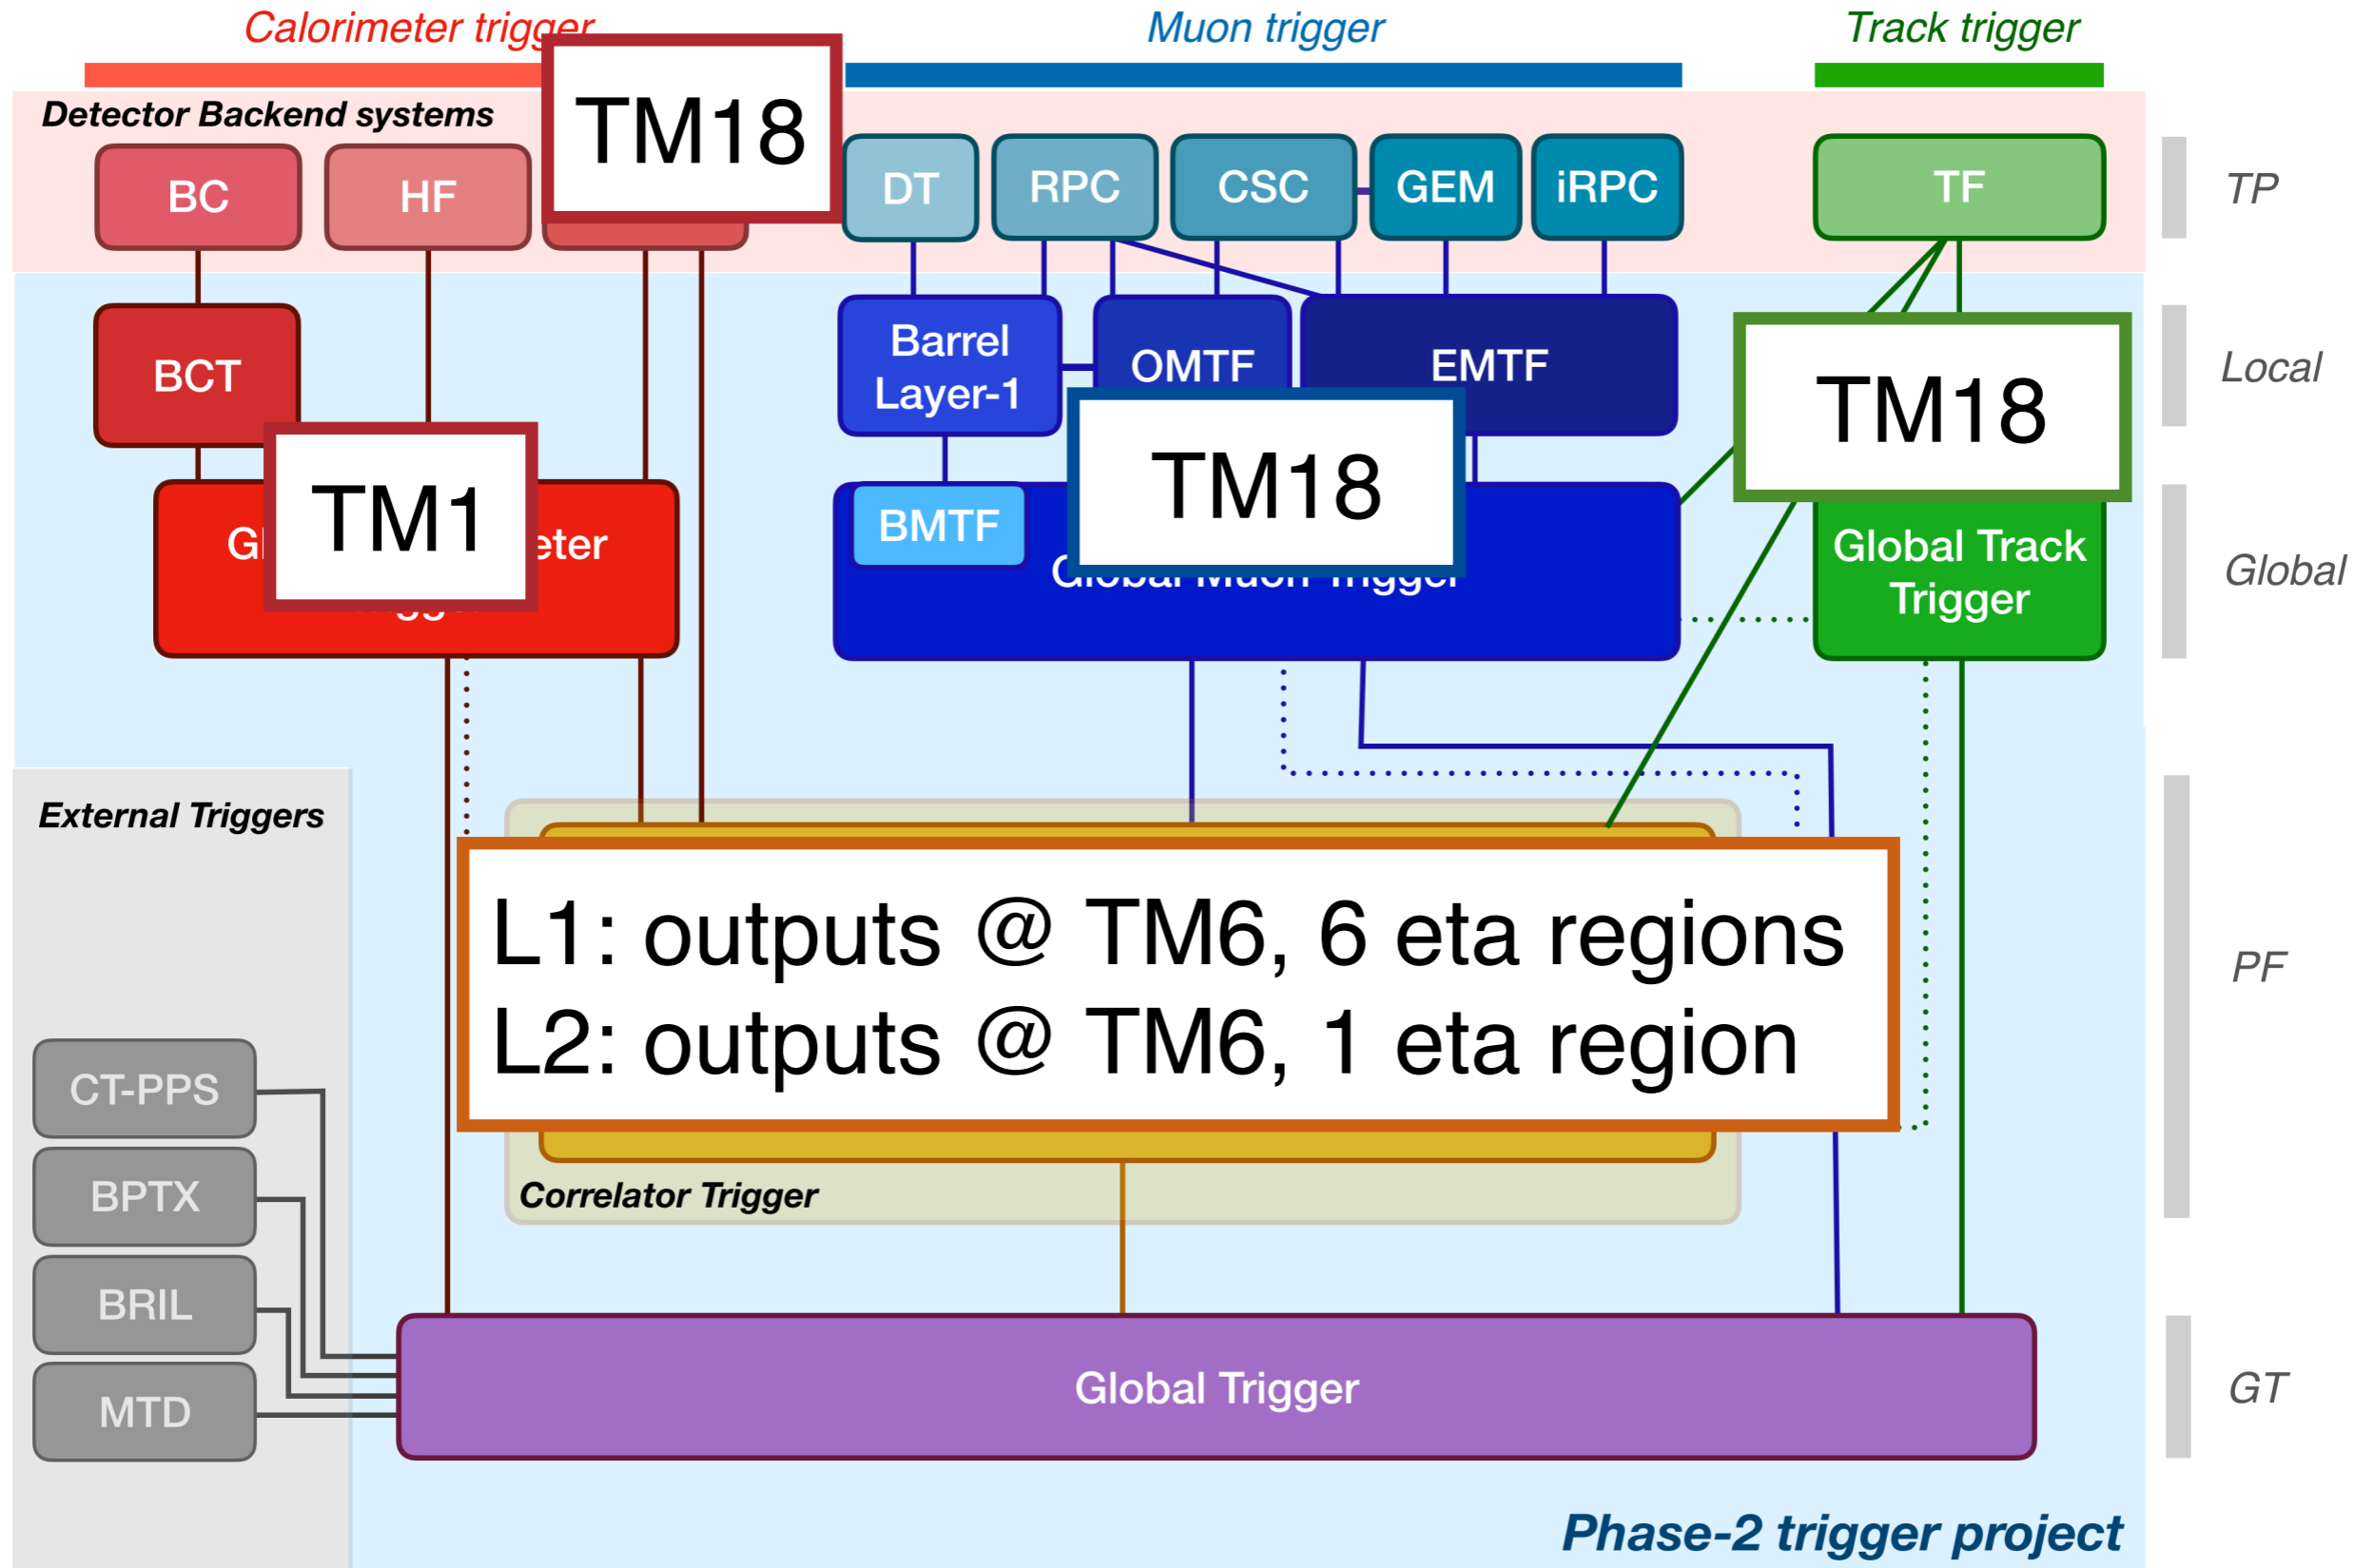 Calorimeter trigger
Muon trigger
Track trigger
Detector Backend systems
TM18
BC
HF
DT
RPC
CSC
GEM
iRPC
TF
TP
BCT
Barrel
Layer-1
OMTF
EMTF
TM18
Local
TM1
TM18
BMTF
Global Muon Trigger
Global Track
Trigger
Global
External Triggers
L1: outputs @ TM6, 6 eta regions
L2: outputs @ TM6, 1 eta region
PF
Correlator Trigger
CT-PPS
BPTX
BRIL
MTD
Global Trigger
GT
Phase-2 trigger project